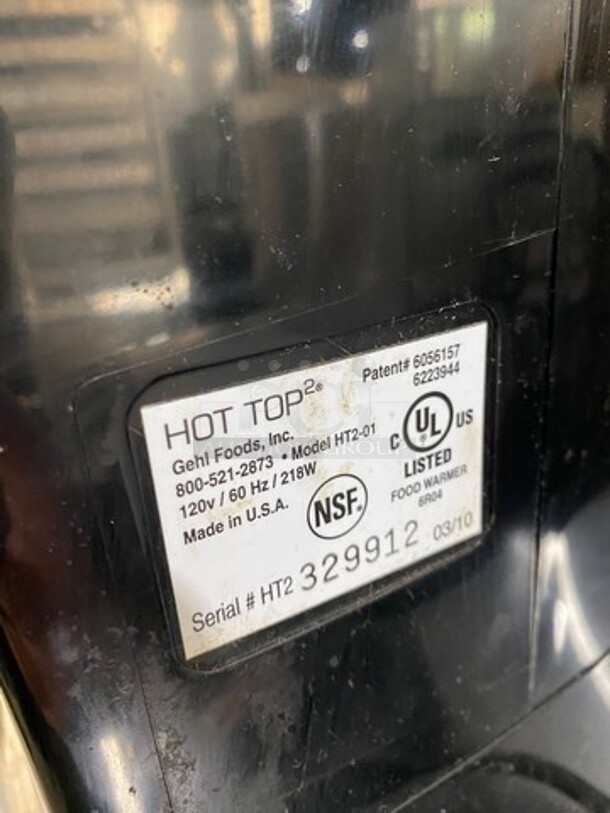 HOT TOP²®
Patent# 6056157
6223944
Gehl Foods, Inc.
800-521-2873 • Model HT2-01
120v / 60 Hz / 218W
Made in U.S.A.
NSF®
C UL US
LISTED
FOOD WARMER
6R04
Serial # HT2 329912 03/10